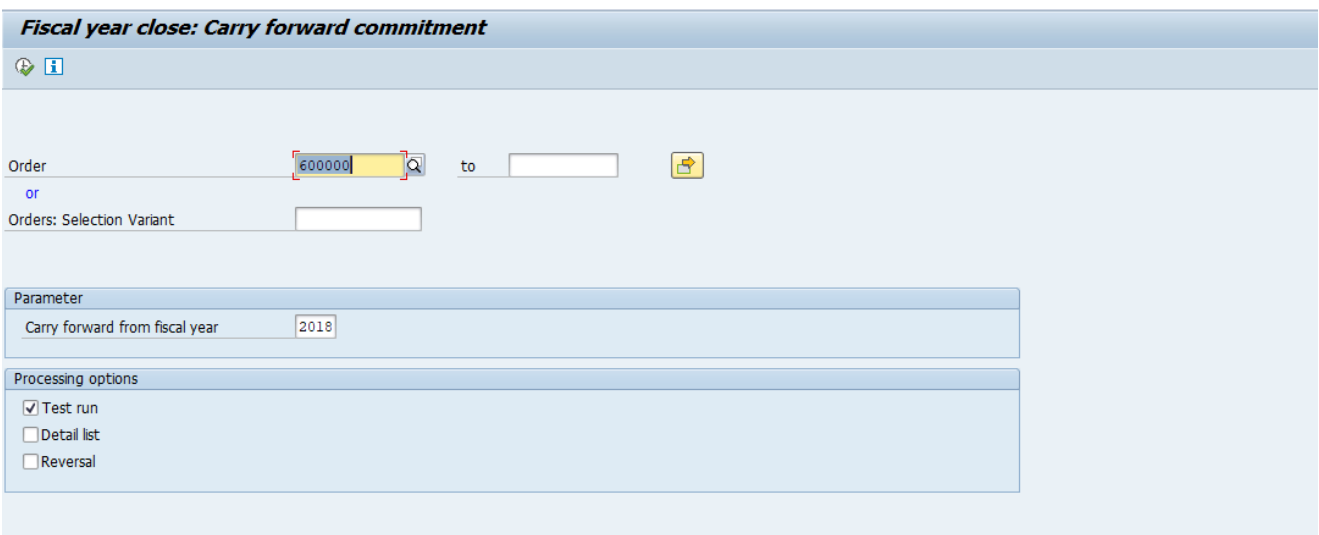 Fiscal year close: Carry forward commitment
Order 600000 to
or
Orders: Selection Variant
Parameter
Carry forward from fiscal year 2018
Processing options
Test run
Detail list
Reversal